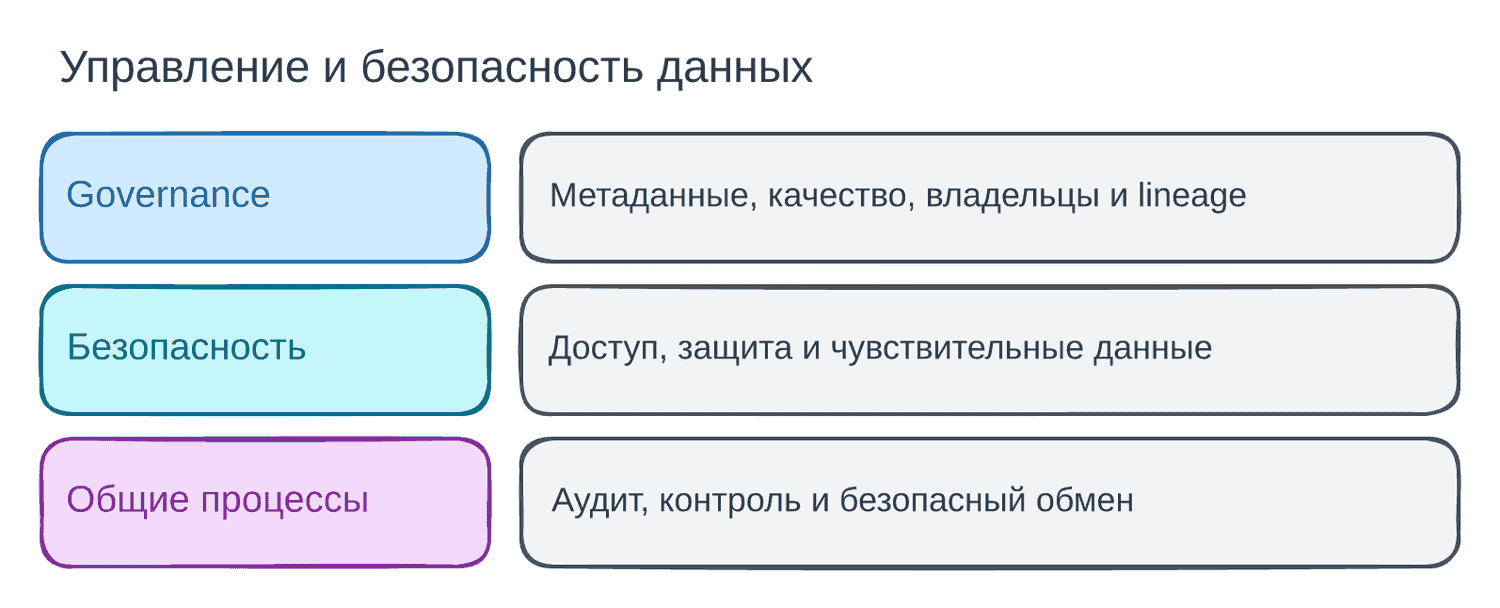 Управление и безопасность данных
Governance
Метаданные, качество, владельцы и lineage
Безопасность
Доступ, защита и чувствительные данные
Общие процессы
Аудит, контроль и безопасный обмен